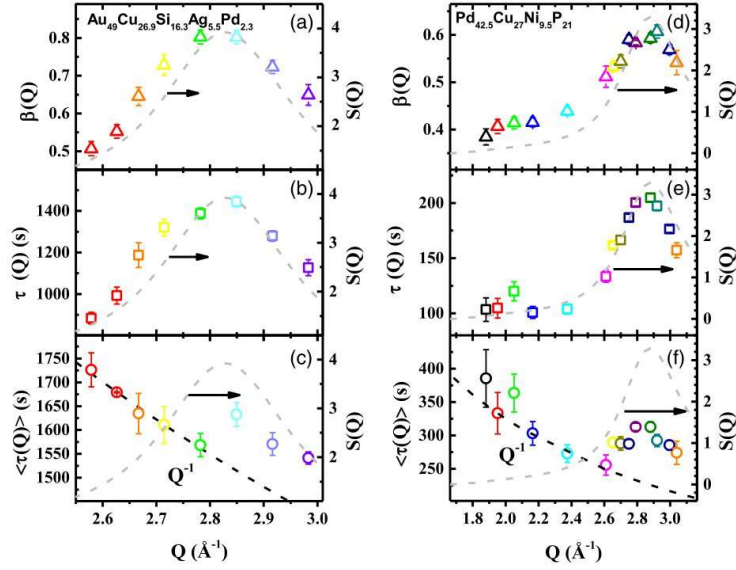 Au49Cu26.9Si16.3Ag5.5Pd2.3 (a)
0.8
0.7
0.6
0.5
β(Q)
4
3
2
S(Q)
(b)
1400
1200
1000
τ (Q) (s)
4
3
2
S(Q)
(c)
1750
1700
1650
1600
1550
1500
<τ(Q)> (s)
4
3
2
S(Q)
Q⁻¹
2.6 2.7 2.8 2.9 3.0
Q (Å⁻¹)
Pd42.5Cu27Ni9.5P21 (d)
0.6
0.5
0.4
β(Q)
3
2
1
0
S(Q)
(e)
200
150
100
τ (Q) (s)
3
2
1
0
S(Q)
(f)
400
350
300
250
<τ(Q)> (s)
3
2
1
0
S(Q)
Q⁻¹
1.8 2.0 2.2 2.4 2.6 2.8 3.0
Q (Å⁻¹)